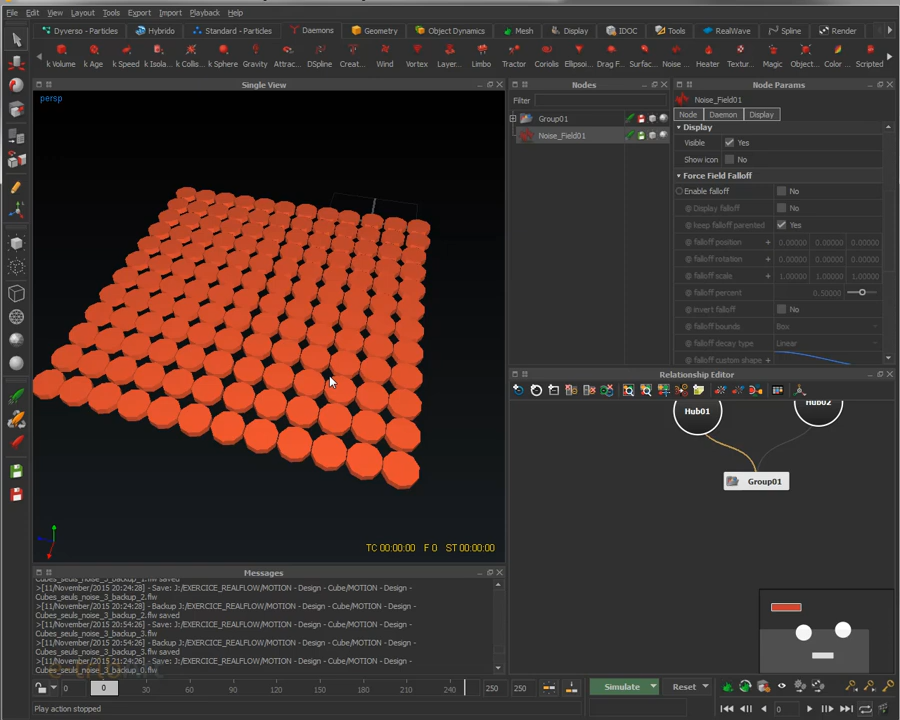 File Edit View Layout Tools Export Import Playback Help
Dyverso - Particles Hybrido Standard - Particles Daemons Geometry Object Dynamics Mesh Display IDOC Tools RealWave Spline Render
k Volume k Age k Speed k Isola... k Collis... k Sphere Gravity Attrac... DSpline Creat... Wind Vortex Layer... Limbo Tractor Coriolis Ellipsoi... Drag F... Surfac... Noise ... Heater Textur... Magic Object... Color ... Scripted
Single View
persp
TC 00:00:00 F 0 ST 00:00:00
Nodes
Filter
Group01
Noise_Field01
Node Params
Noise_Field01
Node Daemon Display
Display
Visible Yes
Show icon No
Force Field Falloff
Enable falloff No
Display falloff No
keep falloff parented Yes
falloff position 0.00000 0.00000 0.00000
falloff rotation 0.00000 0.00000 0.00000
falloff scale 1.00000 1.00000 1.00000
falloff percent 0.50000
invert falloff No
falloff bounds Box
falloff decay type Linear
falloff custom shape
Relationship Editor
Hub01 Hub02
Group01
Messages
Cubes_seuls_noise_3_backup_1.flw saved
>[11/November/2015 20:24:28] - Save: J:/EXERCICE_REALFLOW/MOTION - Design - Cube/MOTION - Design -
Cubes_seuls_noise_3_backup_2.flw
>[11/November/2015 20:24:28] - Backup J:/EXERCICE_REALFLOW/MOTION - Design - Cube/MOTION - Design -
Cubes_seuls_noise_3_backup_2.flw saved
>[11/November/2015 20:54:26] - Save: J:/EXERCICE_REALFLOW/MOTION - Design - Cube/MOTION - Design -
Cubes_seuls_noise_3_backup_3.flw
>[11/November/2015 20:54:26] - Backup J:/EXERCICE_REALFLOW/MOTION - Design - Cube/MOTION - Design -
Cubes_seuls_noise_3_backup_3.flw saved
>[11/November/2015 21:24:26] - Save: J:/EXERCICE_REALFLOW/MOTION - Design - Cube/MOTION - Design -
Cubes_seuls_noise_3_backup_0.flw
0 0 30 60 90 120 150 180 210 240 250 250 Simulate Reset
Play action stopped
0